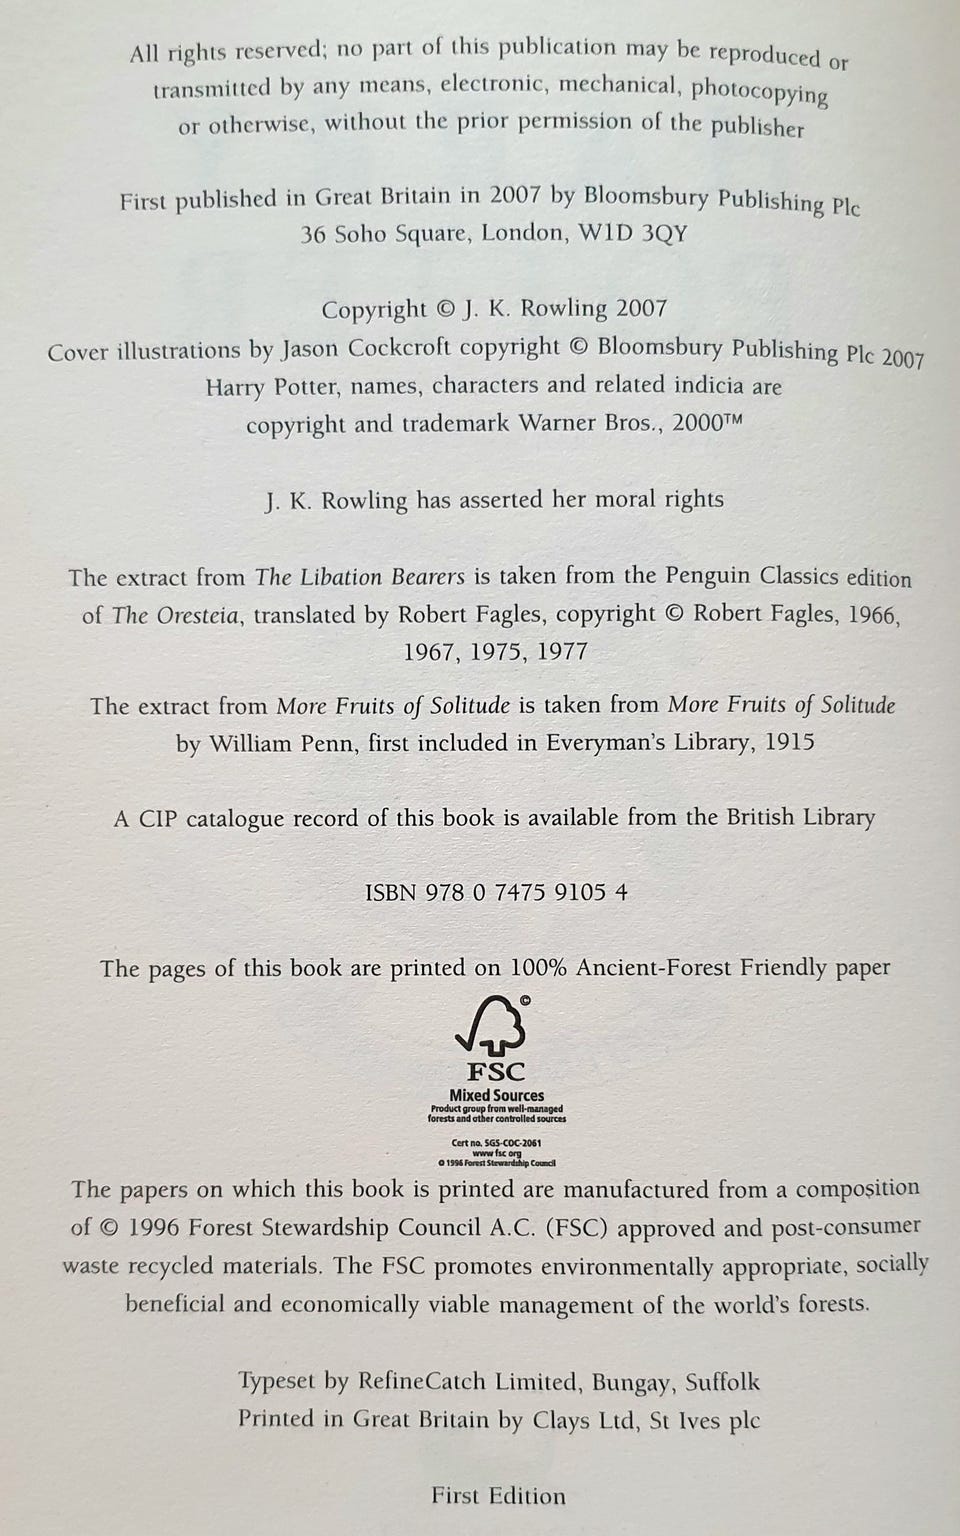 All rights reserved; no part of this publication may be reproduced or
transmitted by any means, electronic, mechanical, photocopying
or otherwise, without the prior permission of the publisher
First published in Great Britain in 2007 by Bloomsbury Publishing Plc
36 Soho Square, London, W1D 3QY
Copyright © J. K. Rowling 2007
Cover illustrations by Jason Cockcroft copyright © Bloomsbury Publishing Plc 2007
Harry Potter, names, characters and related indicia are
copyright and trademark Warner Bros., 2000™
J. K. Rowling has asserted her moral rights
The extract from The Libation Bearers is taken from the Penguin Classics edition
of The Oresteia, translated by Robert Fagles, copyright © Robert Fagles, 1966,
1967, 1975, 1977
The extract from More Fruits of Solitude is taken from More Fruits of Solitude
by William Penn, first included in Everyman's Library, 1915
A CIP catalogue record of this book is available from the British Library
ISBN 978 0 7475 9105 4
The pages of this book are printed on 100% Ancient-Forest Friendly paper
©
FSC
Mixed Sources
Product group from well-managed
forests and other controlled sources
Cert no. SGS-COC-2061
www fsc org
© 1996 Forest Stewardship Council
The papers on which this book is printed are manufactured from a composition
of © 1996 Forest Stewardship Council A.C. (FSC) approved and post-consumer
waste recycled materials. The FSC promotes environmentally appropriate, socially
beneficial and economically viable management of the world's forests.
Typeset by RefineCatch Limited, Bungay, Suffolk
Printed in Great Britain by Clays Ltd, St Ives plc
First Edition